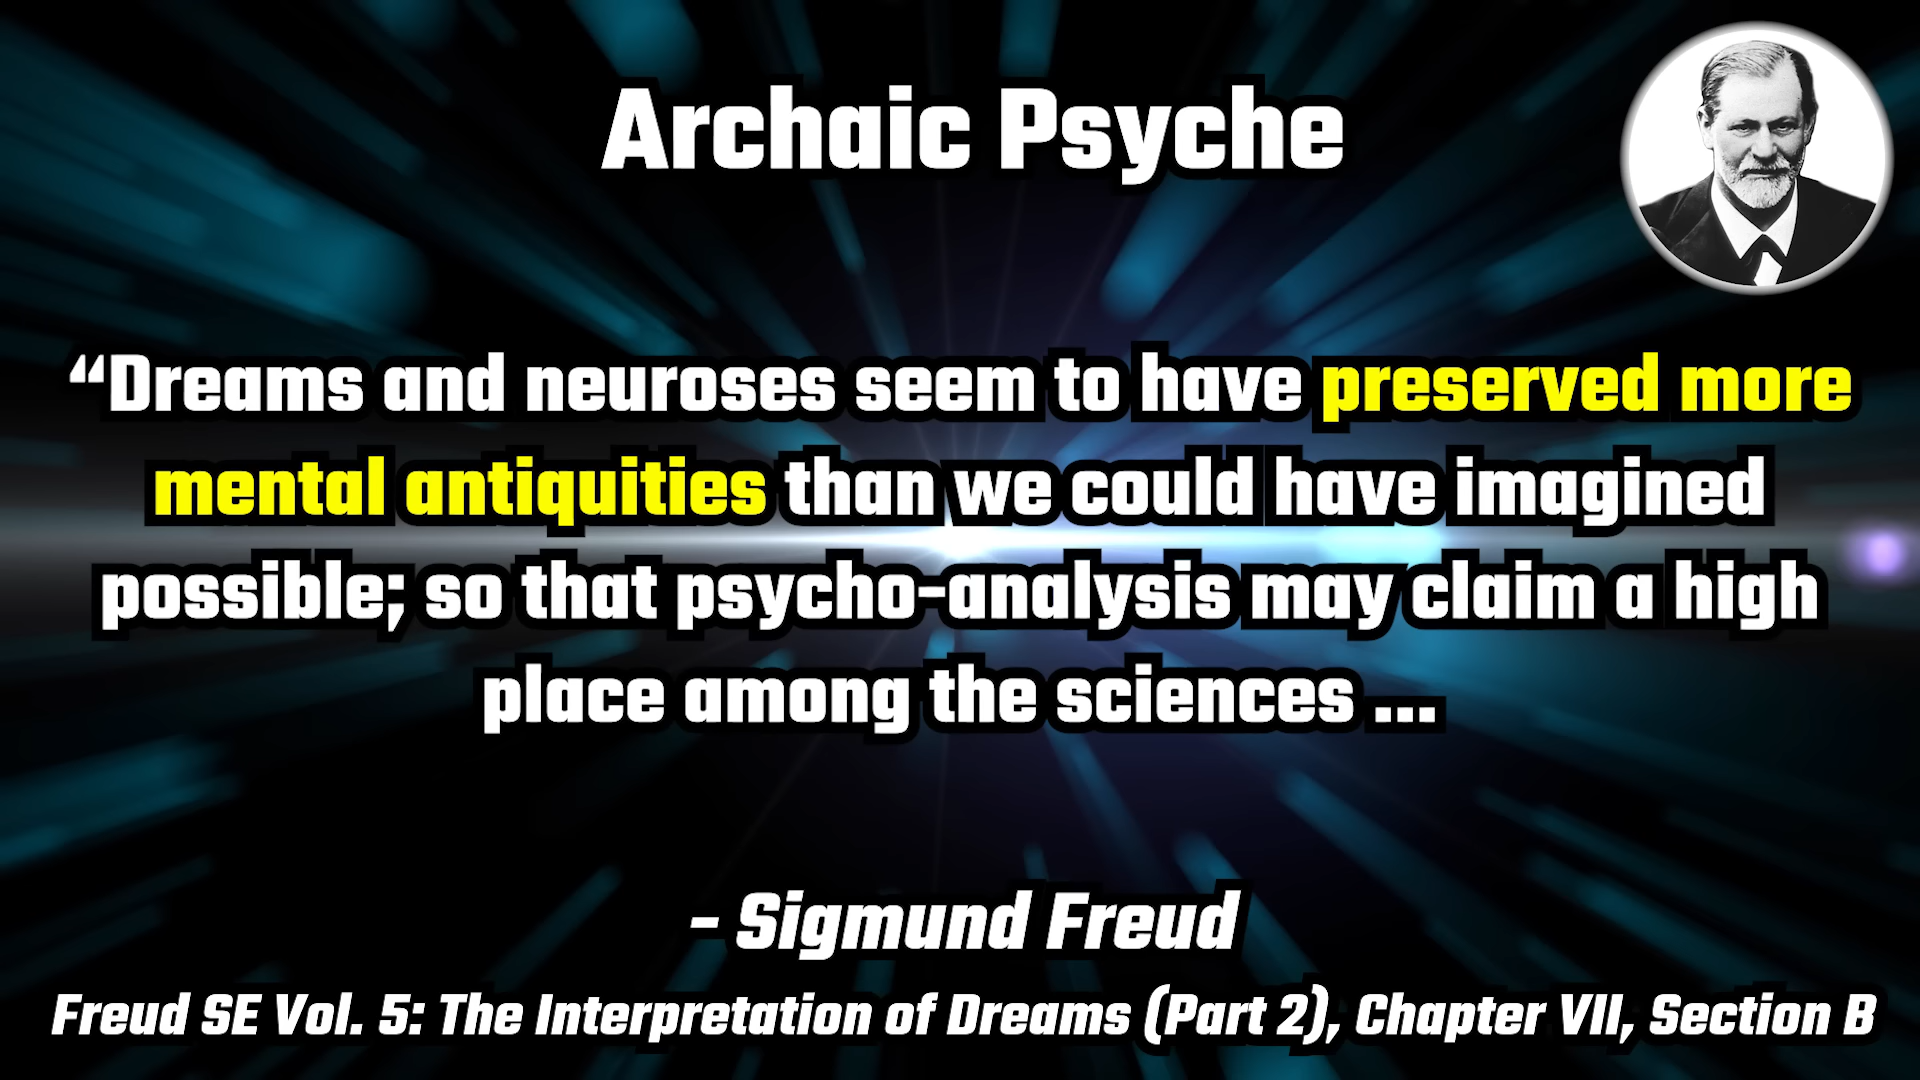 Archaic Psyche
“Dreams and neuroses seem to have preserved more
mental antiquities than we could have imagined
possible; so that psycho-analysis may claim a high
place among the sciences ...
- Sigmund Freud
Freud SE Vol. 5: The Interpretation of Dreams (Part 2), Chapter VII, Section B